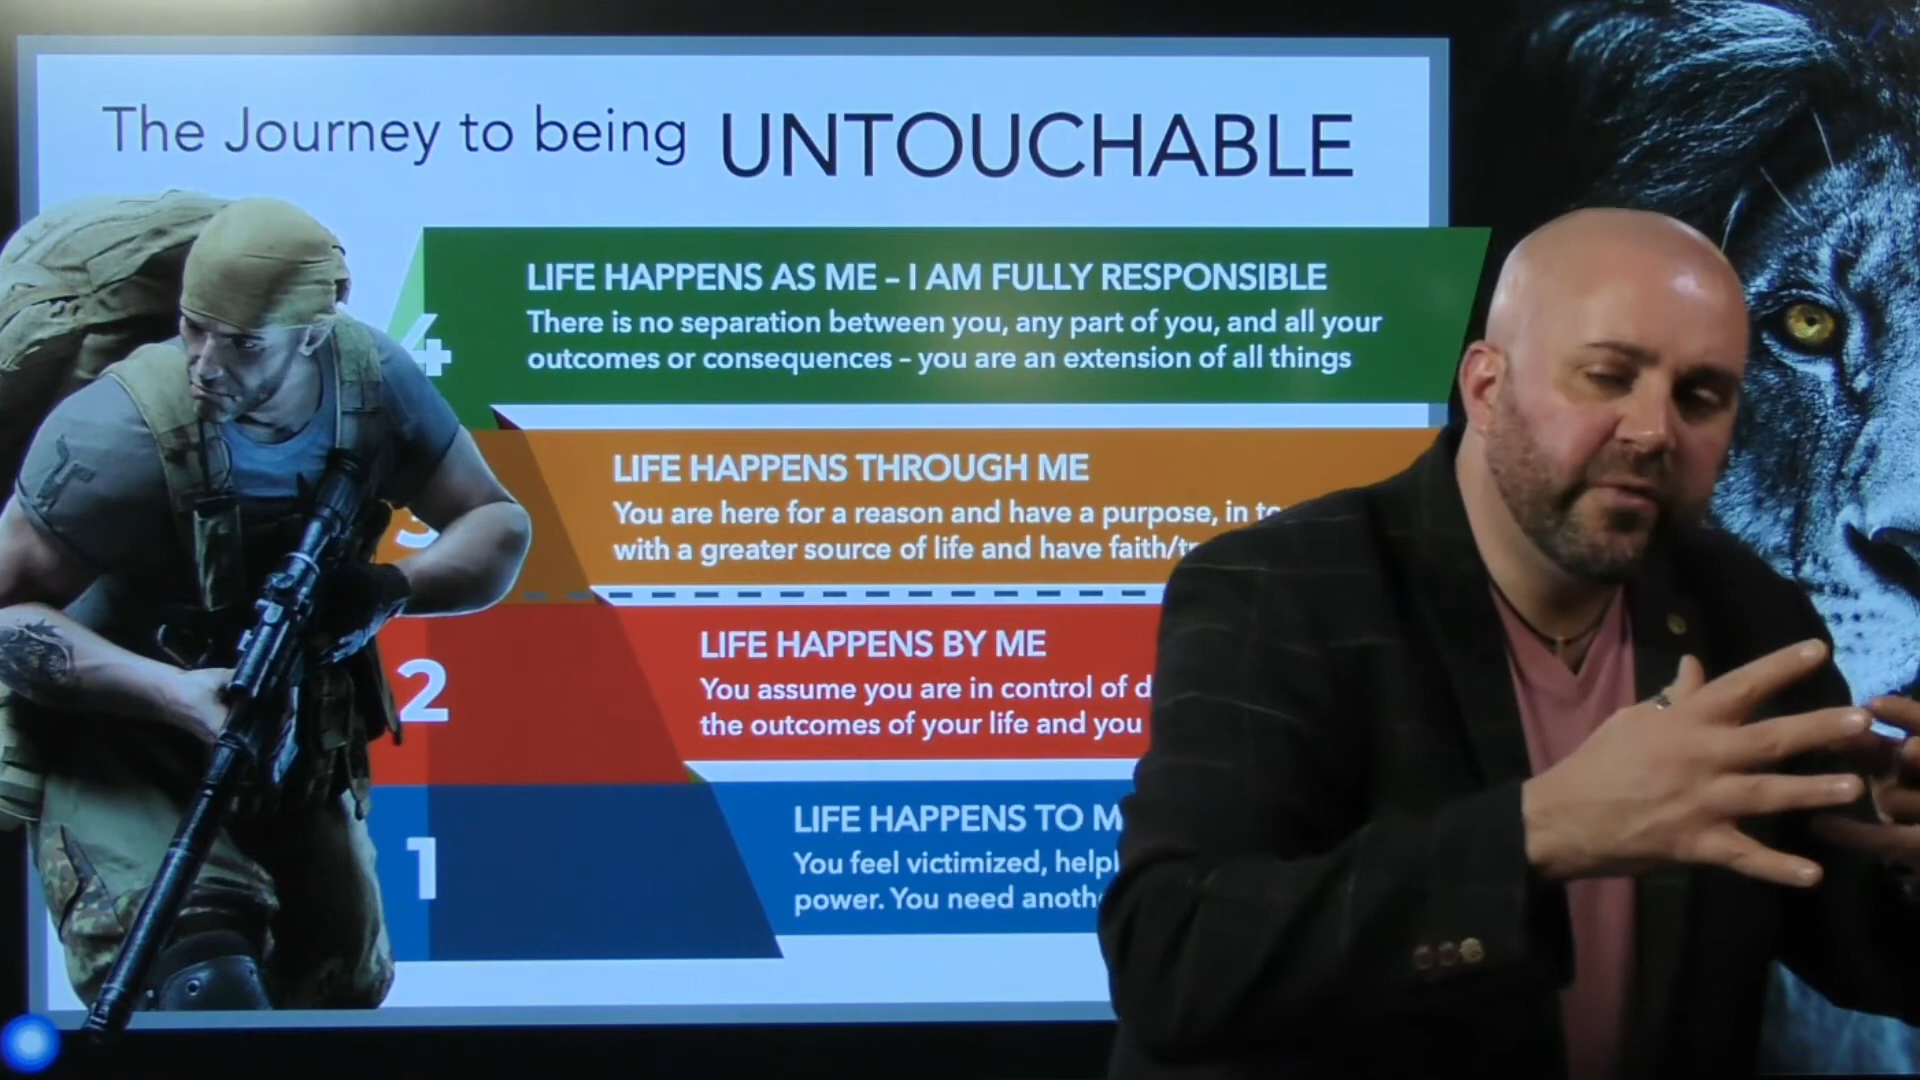 The Journey to being UNTOUCHABLE
4
LIFE HAPPENS AS ME – I AM FULLY RESPONSIBLE
There is no separation between you, any part of you, and all your
outcomes or consequences – you are an extension of all things
3
LIFE HAPPENS THROUGH ME
You are here for a reason and have a purpose, in
with a greater source of life and have
2
LIFE HAPPENS BY ME
You assume you are in control of
the outcomes of your life and you
1
LIFE HAPPENS TO
You feel victimized,
power. You need